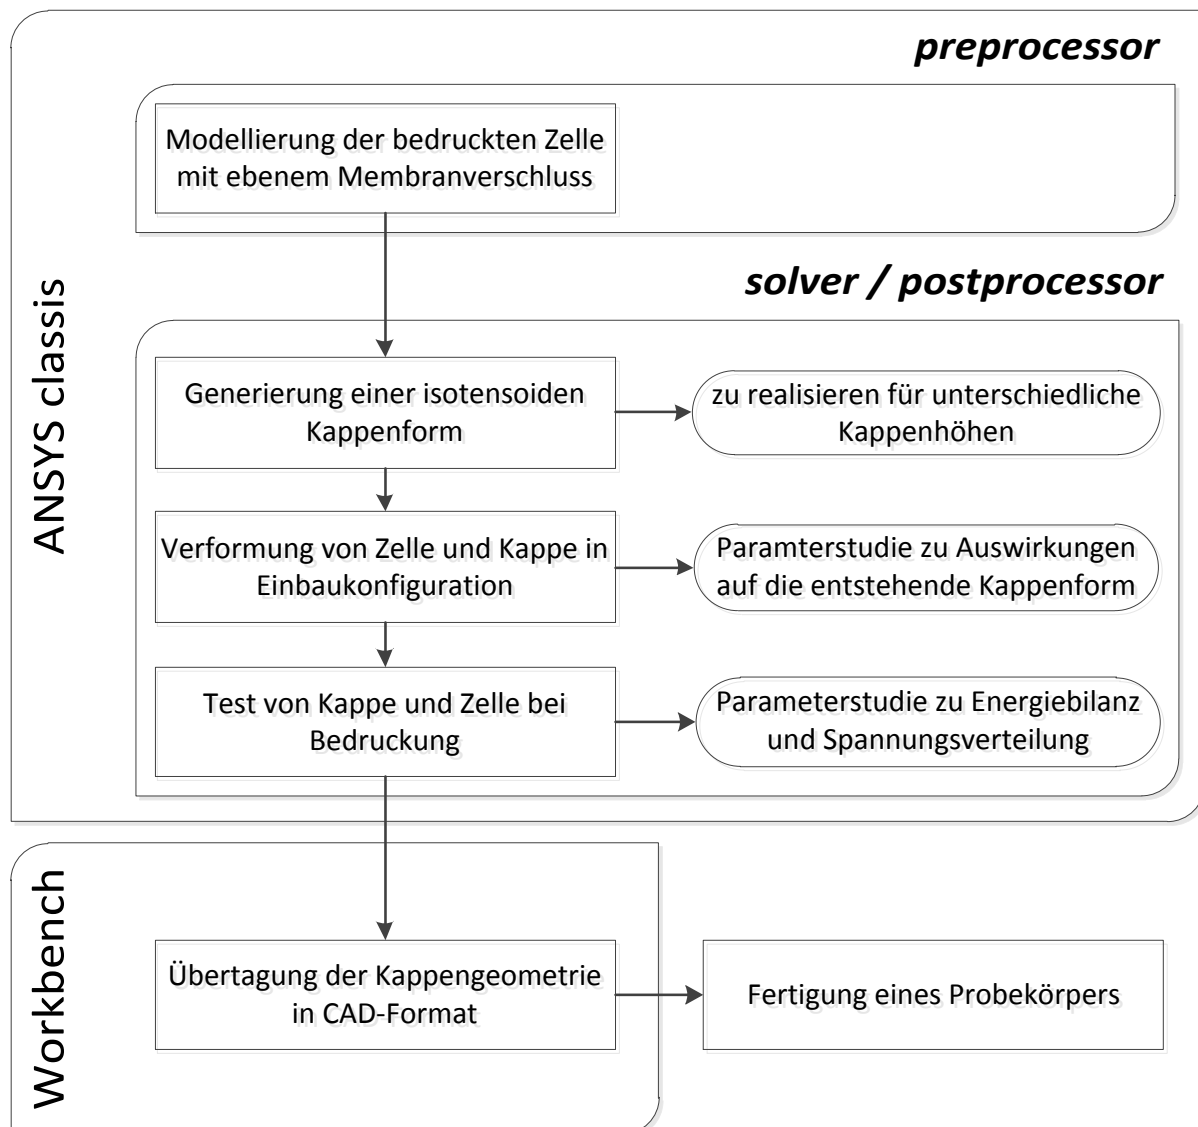 preprocessor
Modellierung der bedruckten Zelle
mit ebenem Membranverschluss
ANSYS classis
solver / postprocessor
Generierung einer isotensoiden
Kappenform
zu realisieren für unterschiedliche
Kappenhöhen
Verformung von Zelle und Kappe in
Einbaukonfiguration
Paramterstudie zu Auswirkungen
auf die entstehende Kappenform
Test von Kappe und Zelle bei
Bedruckung
Parameterstudie zu Energiebilanz
und Spannungsverteilung
Workbench
Übertagung der Kappengeometrie
in CAD-Format
Fertigung eines Probekörpers